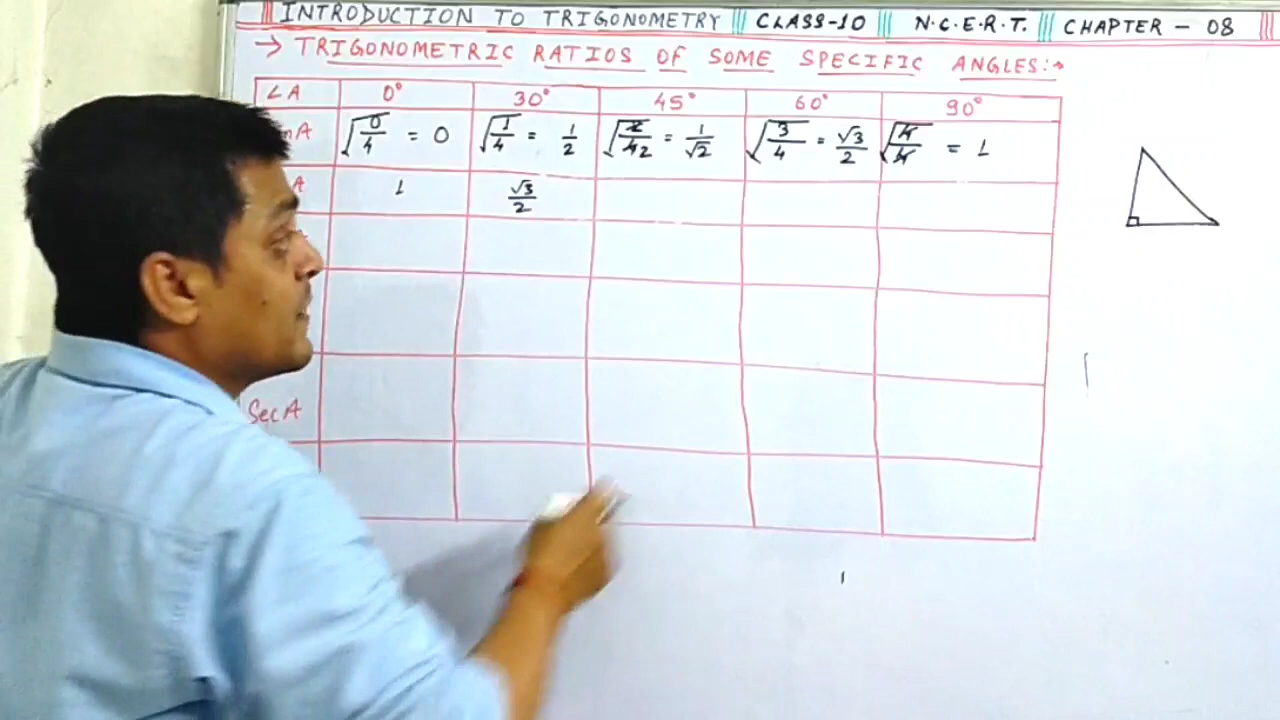 INTRODUCTION TO TRIGONOMETRY ||| CLASS-10 ||| N.C.E.R.T. ||| CHAPTER - 08
→ TRIGONOMETRIC RATIOS OF SOME SPECIFIC ANGLES:→
∠A 0° 30° 45° 60° 90°
nA √0/4 = 0 √1/4 = 1/2 √2/42 = 1/√2 √3/4 = √3/2 √4/4 = 1
A 1 √3/2
Sec A